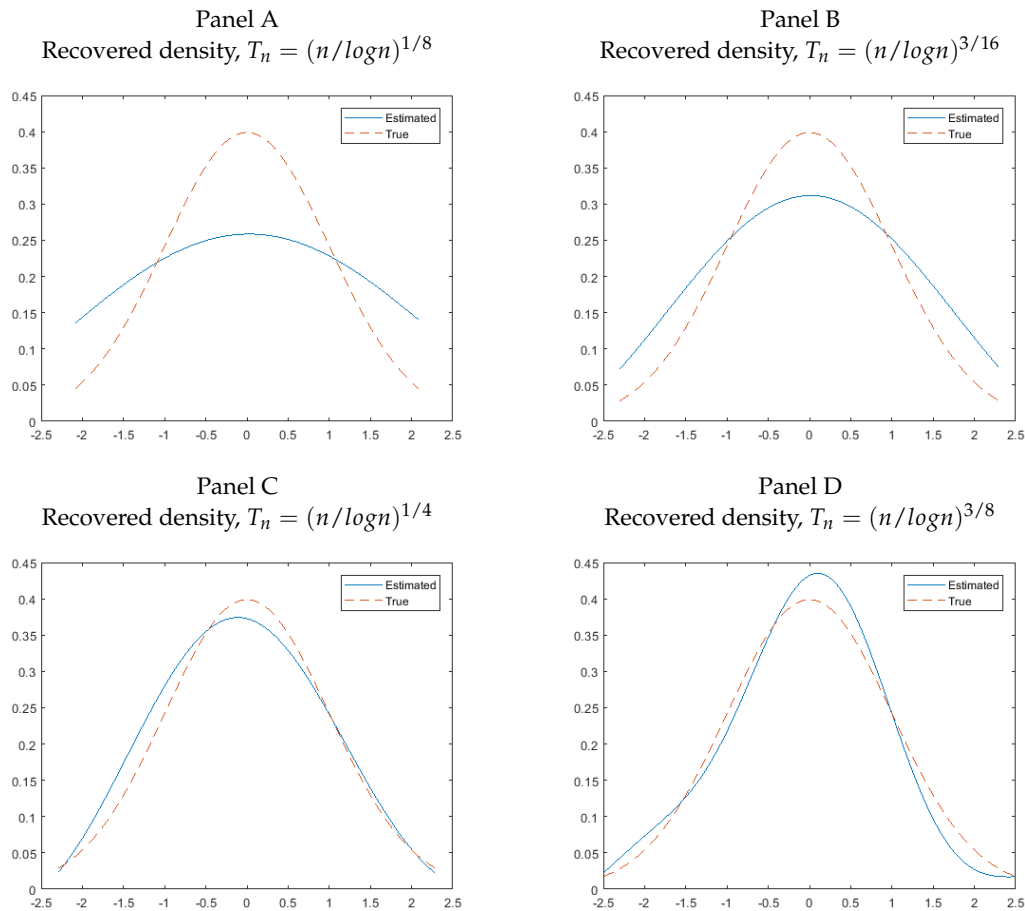 Panel A
Recovered density, $T_n = (n/logn)^{1/8}$
0.45
0.4
0.35
0.3
0.25
0.2
0.15
0.1
0.05
0
-2.5 -2 -1.5 -1 -0.5 0 0.5 1 1.5 2 2.5
Estimated
True
Panel B
Recovered density, $T_n = (n/logn)^{3/16}$
0.45
0.4
0.35
0.3
0.25
0.2
0.15
0.1
0.05
0
-2.5 -2 -1.5 -1 -0.5 0 0.5 1 1.5 2 2.5
Estimated
True
Panel C
Recovered density, $T_n = (n/logn)^{1/4}$
0.45
0.4
0.35
0.3
0.25
0.2
0.15
0.1
0.05
0
-2.5 -2 -1.5 -1 -0.5 0 0.5 1 1.5 2 2.5
Estimated
True
Panel D
Recovered density, $T_n = (n/logn)^{3/8}$
0.45
0.4
0.35
0.3
0.25
0.2
0.15
0.1
0.05
0
-2.5 -2 -1.5 -1 -0.5 0 0.5 1 1.5 2 2.5
Estimated
True